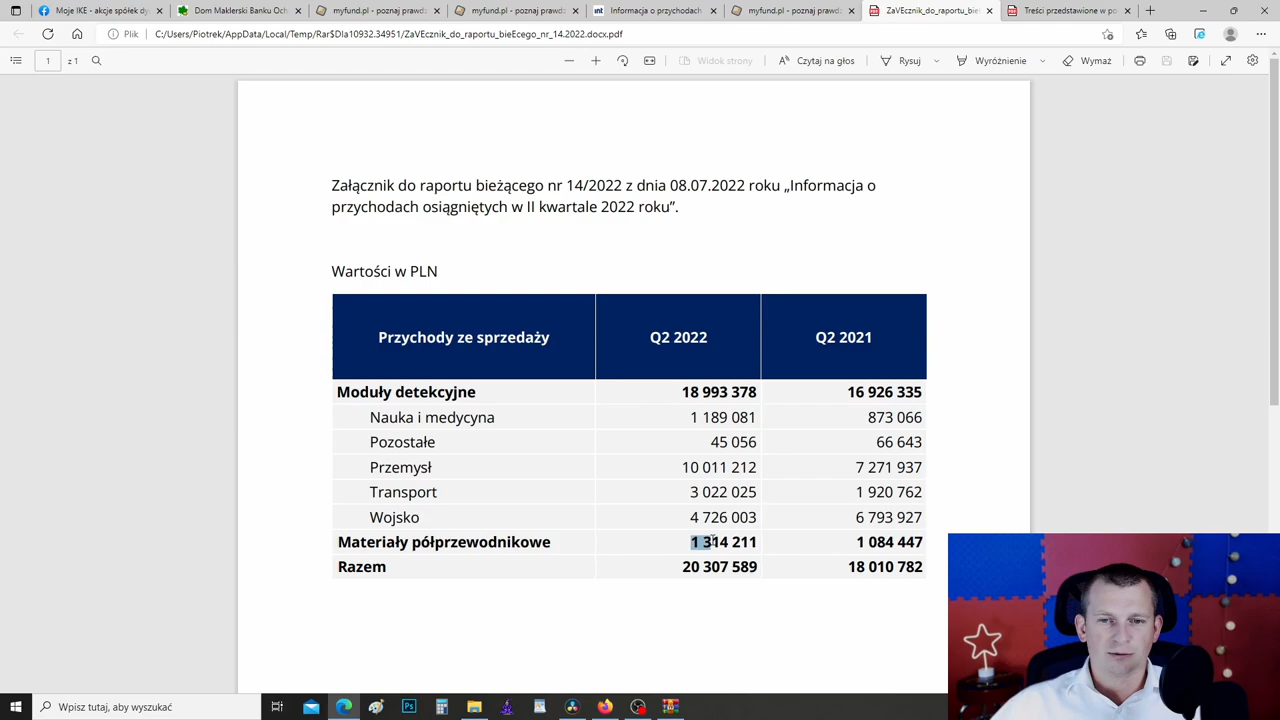 Moje IKE - akcje spółek dy
Dom Maklerski Banku Och
myfund.pl - poznaj prawdz
myfund.pl - poznaj prawdz
Informacja o przychodach
myfund.pl - poznaj prawdz
ZaVEcznik_do_raportu_bie
Treści przedstawione w po
Plik
C:/Users/Piotrek/AppData/Local/Temp/Rar$DIa10932.34951/ZaVEcznik_do_raportu_bieEcego_nr_14.2022.docx.pdf
1 z 1
Widok strony
Czytaj na głos
Rysuj
Wyróżnienie
Wymaż
Załącznik do raportu bieżącego nr 14/2022 z dnia 08.07.2022 roku „Informacja o
przychodach osiągniętych w II kwartale 2022 roku”.
Wartości w PLN
Przychody ze sprzedaży Q2 2022 Q2 2021
Moduły detekcyjne 18 993 378 16 926 335
Nauka i medycyna 1 189 081 873 066
Pozostałe 45 056 66 643
Przemysł 10 011 212 7 271 937
Transport 3 022 025 1 920 762
Wojsko 4 726 003 6 793 927
Materiały półprzewodnikowe 1 314 211 1 084 447
Razem 20 307 589 18 010 782
Wpisz tutaj, aby wyszukać